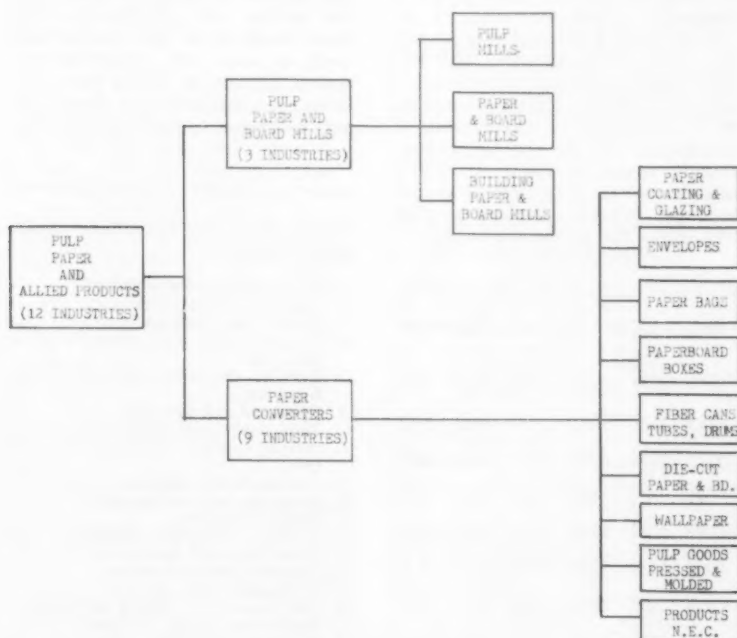 PULP
PAPER
AND
ALLIED PRODUCTS
(12 INDUSTRIES)
PULP
PAPER AND
BOARD MILLS
(3 INDUSTRIES)
PULP
MILLS
PAPER
& BOARD
MILLS
BUILDING
PAPER &
BOARD MILLS
PAPER
CONVERTERS
(9 INDUSTRIES)
PAPER
COATING &
GLAZING
ENVELOPES
PAPER BAGS
PAPERBOARD
BOXES
FIBER CANS
TUBES, DRUMS
DIE-CUT
PAPER & BD.
WALLPAPER
PULP GOODS
PRESSED &
MOLDED
PRODUCTS
N.E.C.